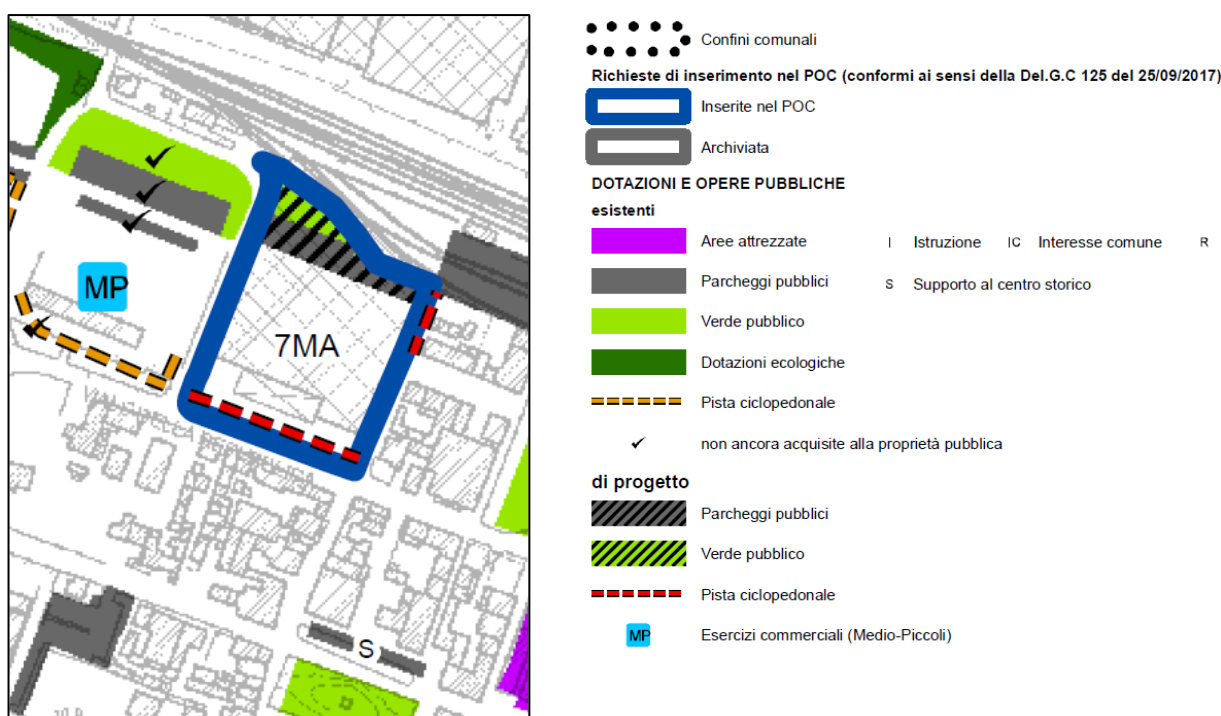 MP
7MA
S
Confini comunali
Richieste di inserimento nel POC (conformi ai sensi della Del.G.C 125 del 25/09/2017)
Inserite nel POC
Archiviata
DOTAZIONI E OPERE PUBBLICHE
esistenti
Aree attrezzate I Istruzione IC Interesse comune R
Parcheggi pubblici S Supporto al centro storico
Verde pubblico
Dotazioni ecologiche
Pista ciclopedonale
non ancora acquisite alla proprietà pubblica
di progetto
Parcheggi pubblici
Verde pubblico
Pista ciclopedonale
MP Esercizi commerciali (Medio-Piccoli)